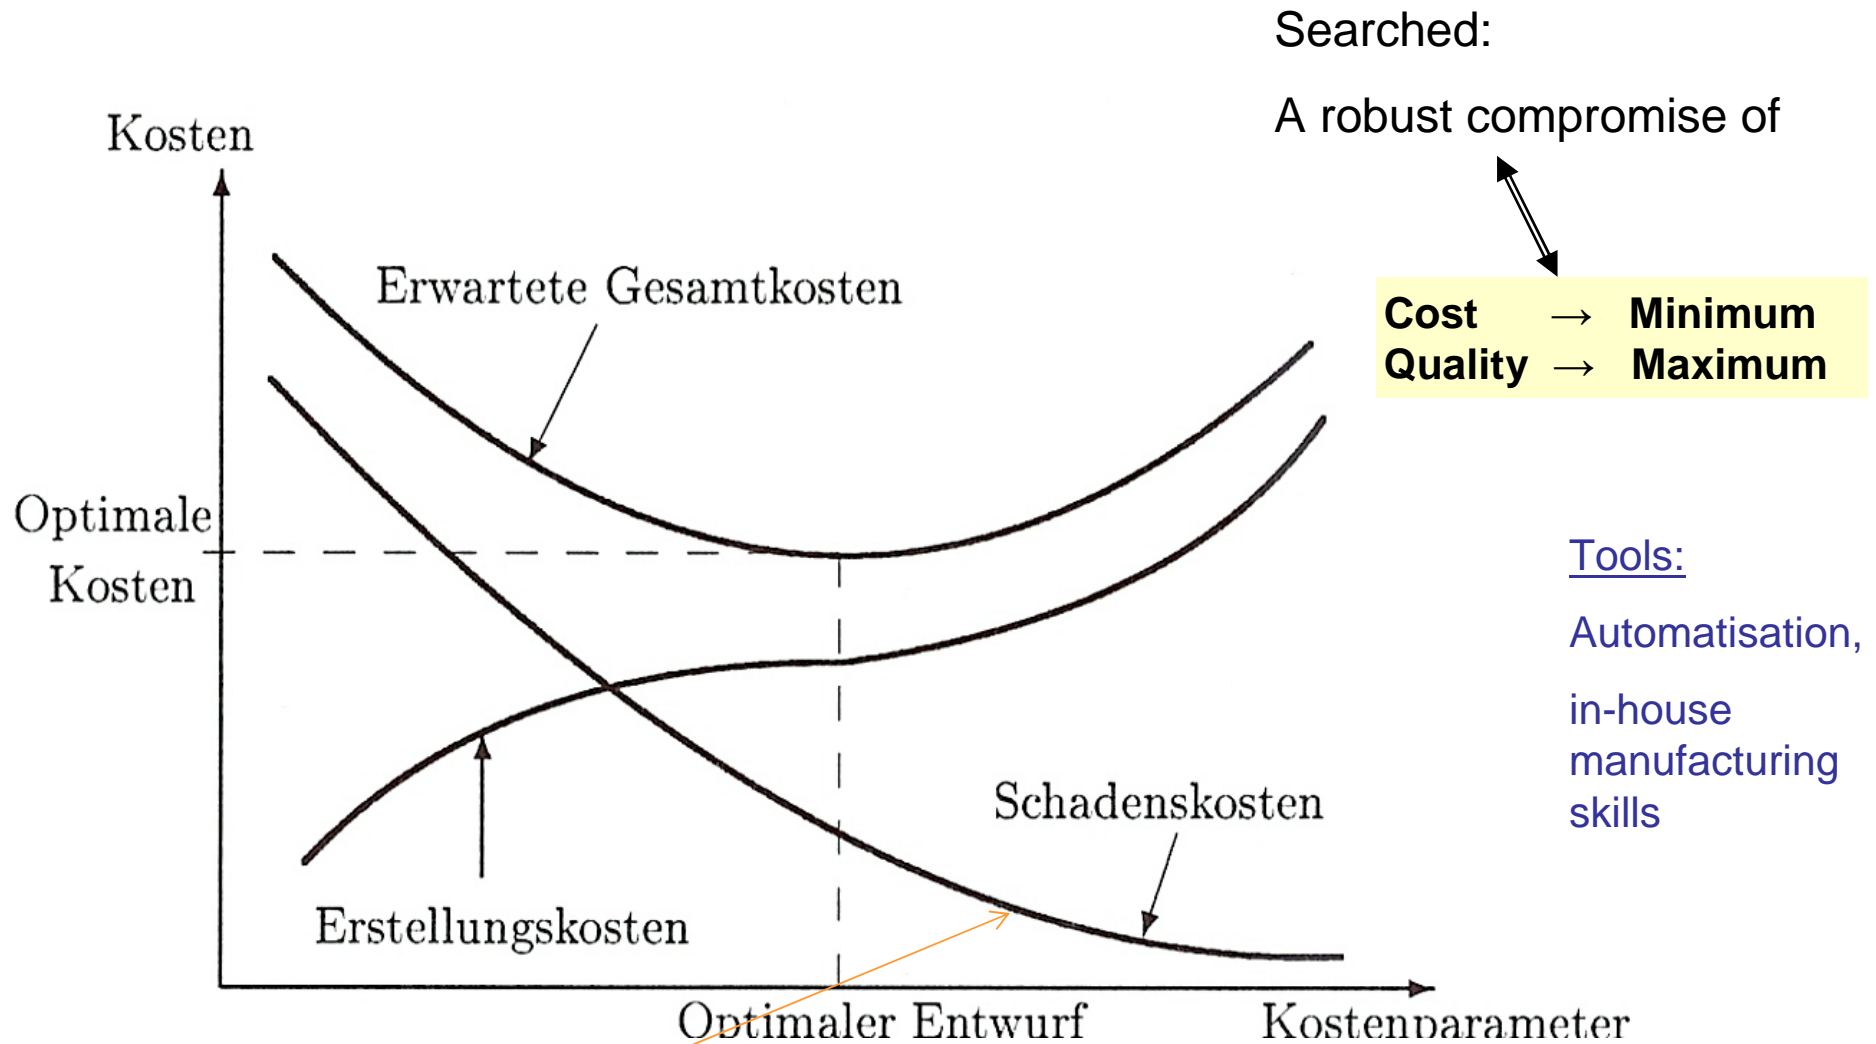 Searched:
A robust compromise of
Kosten
Erwartete Gesamtkosten
Cost → Minimum
Quality → Maximum
Optimale
Kosten
Tools:
Automatisation,
in-house
manufacturing
skills
Schadenskosten
Erstellungskosten
Optimaler Entwurf
Kostenparameter